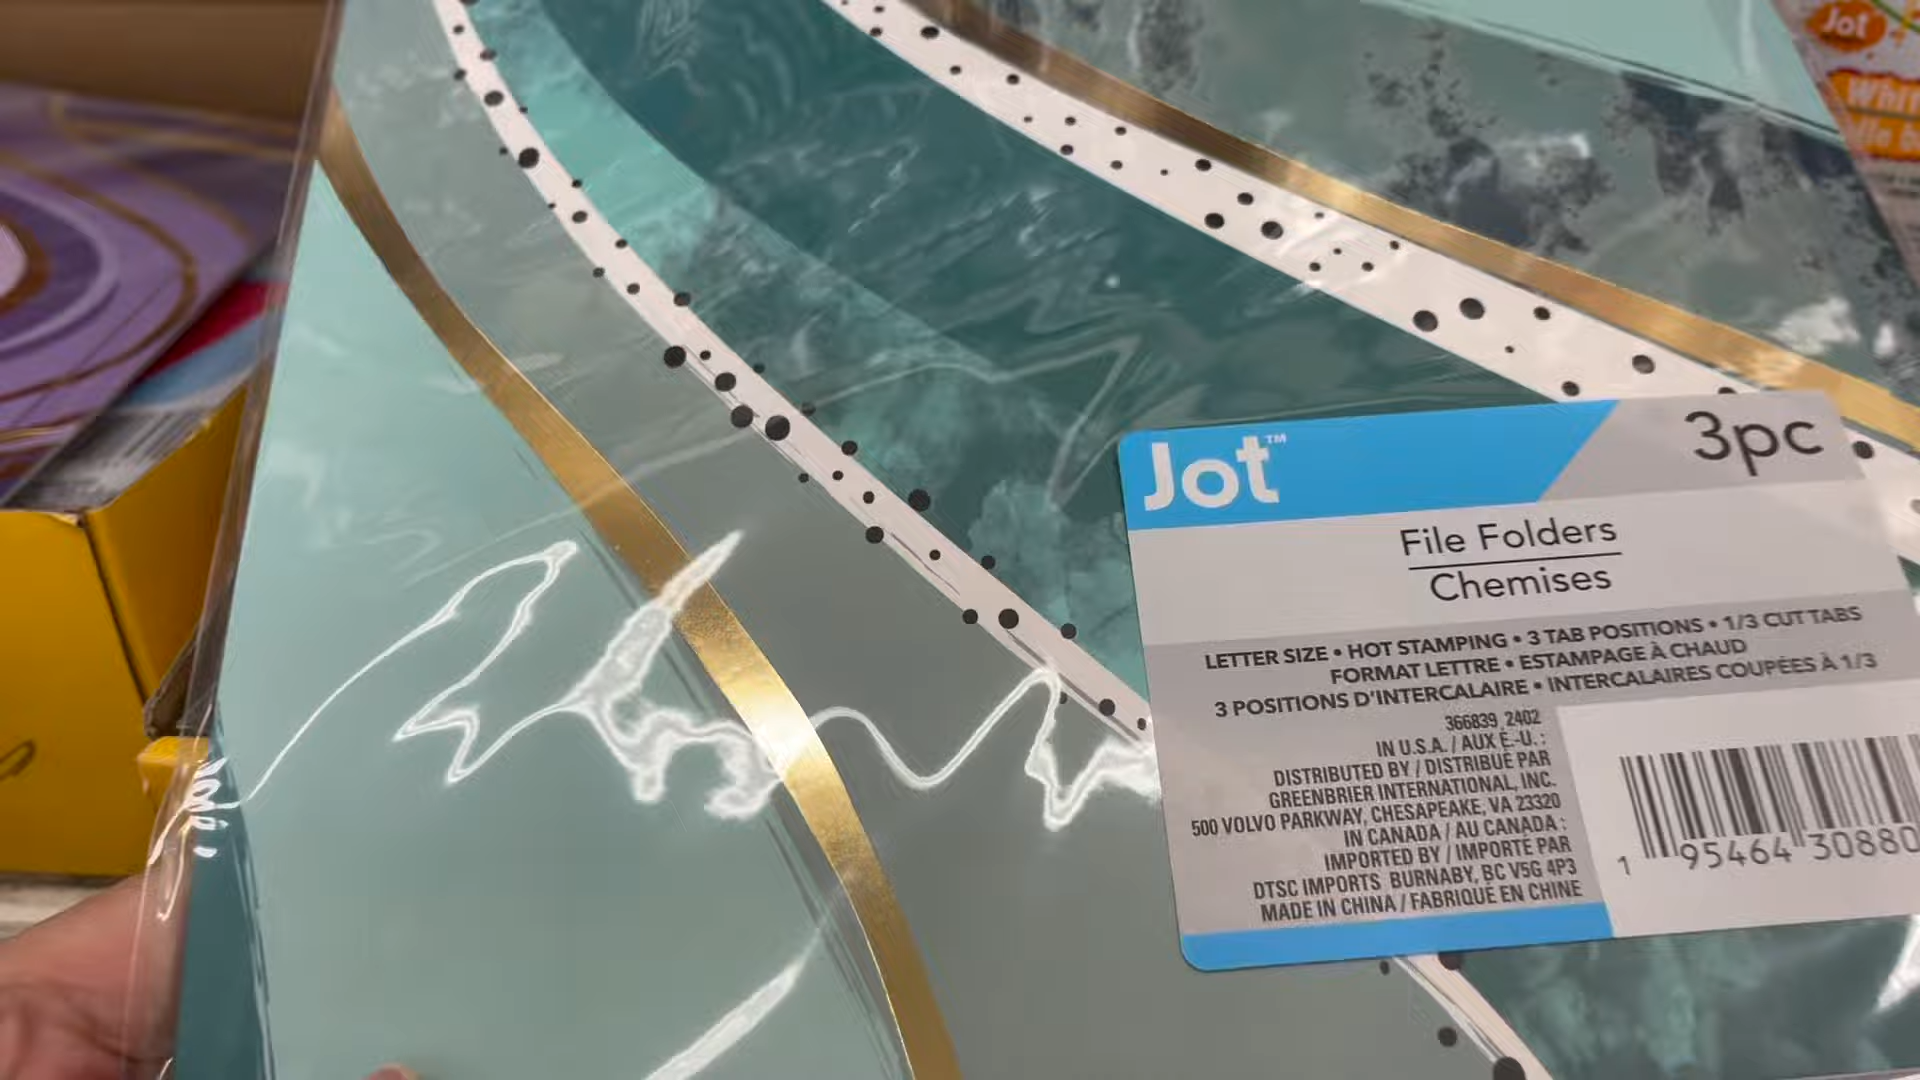 Jot
Jot™
3pc
File Folders
Chemises
LETTER SIZE • HOT STAMPING • 3 TAB POSITIONS • 1/3 CUT TABS
FORMAT LETTRE • ESTAMPAGE À CHAUD
3 POSITIONS D'INTERCALAIRE • INTERCALAIRES COUPÉES À 1/3
366839 2402
IN U.S.A. / AUX É.-U. :
DISTRIBUTED BY / DISTRIBUÉ PAR
GREENBRIER INTERNATIONAL, INC.
500 VOLVO PARKWAY, CHESAPEAKE, VA 23320
IN CANADA / AU CANADA :
IMPORTED BY / IMPORTÉ PAR
DTSC IMPORTS BURNABY, BC V5G 4P3
MADE IN CHINA / FABRIQUÉ EN CHINE
1 95464 30880